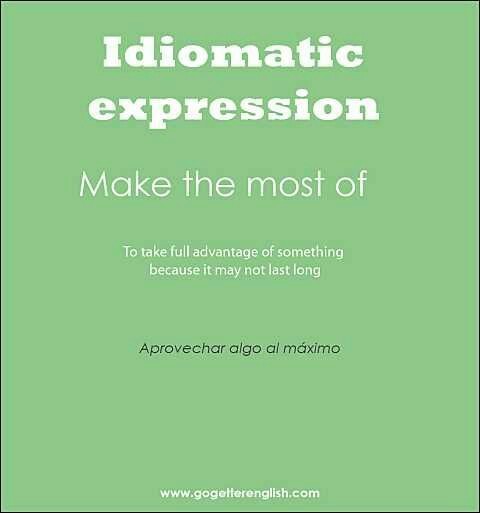 Idiomatic
expression
Make the most of
To take full advantage of something
because it may not last long
Aprovechar algo al máximo
www.gogetterenglish.com